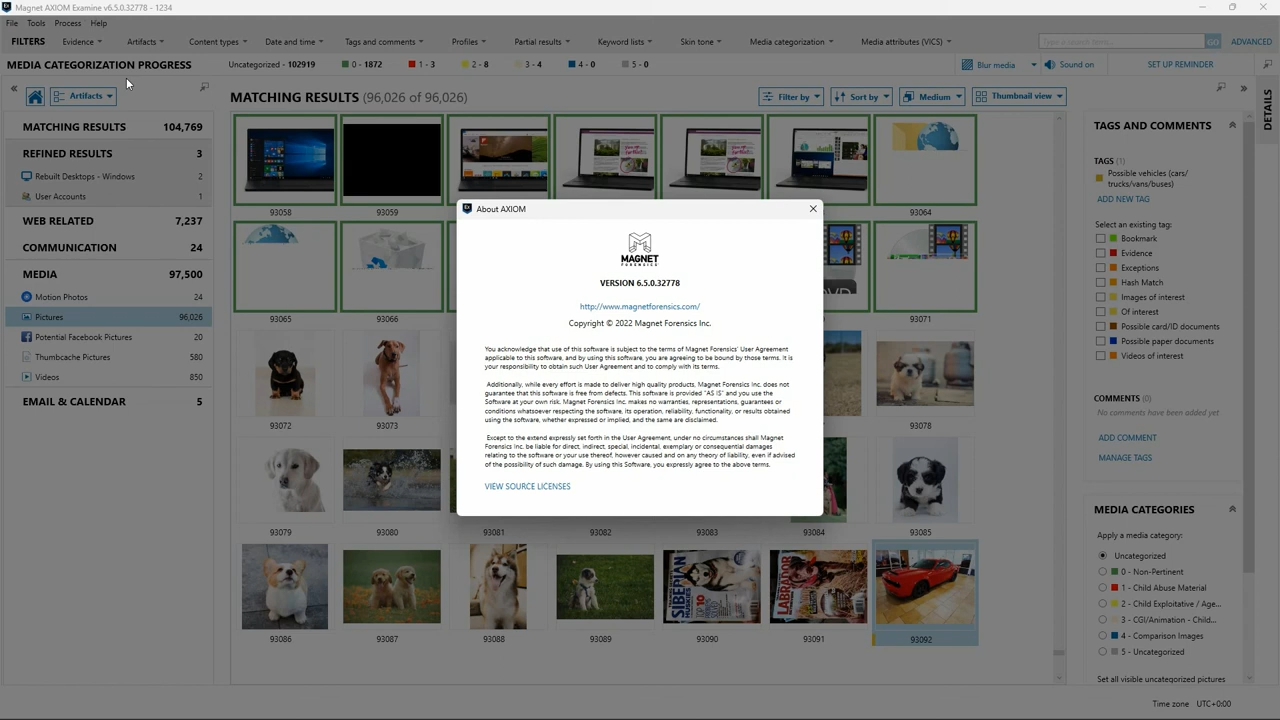 Magnet AXIOM Examine v6.5.0.32778 - 1234
File Tools Process Help
FILTERS Evidence Artifacts Content types Date and time Tags and comments Profiles Partial results Keyword lists Skin tone Media categorization Media attributes (VICS) Type a search term... GO ADVANCED
MEDIA CATEGORIZATION PROGRESS Uncategorized - 102919 0 - 1872 1 - 3 2 - 8 3 - 4 4 - 0 5 - 0 Blur media Sound on SET UP REMINDER
Artifacts
MATCHING RESULTS (96,026 of 96,026) Filter by Sort by Medium Thumbnail view
DETAILS
MATCHING RESULTS 104,769
REFINED RESULTS 3
Rebuilt Desktops - Windows 2
User Accounts 1
WEB RELATED 7,237
COMMUNICATION 24
MEDIA 97,500
Motion Photos 24
Pictures 96,026
Potential Facebook Pictures 20
Thumbcache Pictures 580
Videos 850
EMAIL & CALENDAR 5
93058 93059 93064
93065 93066 93071
93072 93073 93078
93079 93080 93081 93082 93083 93084 93085
SIBERIAN HUSKIES TOP 10
LABRADOR
93086 93087 93088 93089 93090 93091 93092
About AXIOM
MAGNET
FORENSICS
VERSION 6.5.0.32778
http://www.magnetforensics.com/
Copyright © 2022 Magnet Forensics Inc.
You acknowledge that use of this software is subject to the terms of Magnet Forensics' User Agreement
applicable to this software, and by using this software, you are agreeing to be bound by those terms. It is
your responsibility to obtain such User Agreement and to comply with its terms.
Additionally, while every effort is made to deliver high quality products, Magnet Forensics Inc. does not
guarantee that this software is free from defects. This software is provided "AS IS" and you use the
Software at your own risk. Magnet Forensics Inc. makes no warranties, representations, guarantees or
conditions whatsoever respecting the software, its operation, reliability, functionality, or results obtained
using the software, whether expressed or implied, and the same are disclaimed.
Except to the extend expressly set forth in the User Agreement, under no circumstances shall Magnet
Forensics Inc. be liable for direct, indirect, special, incidental, exemplary or consequential damages
relating to the software or your use thereof, however caused and on any theory of liability, even if advised
of the possibility of such damage. By using this Software, you expressly agree to the above terms.
VIEW SOURCE LICENSES
TAGS AND COMMENTS
TAGS (1)
Possible vehicles (cars/
trucks/vans/buses)
ADD NEW TAG
Select an existing tag:
Bookmark
Evidence
Exceptions
Hash Match
Images of interest
Of interest
Possible card/ID documents
Possible paper documents
Videos of interest
COMMENTS (0)
No comments have been added yet
ADD COMMENT
MANAGE TAGS
MEDIA CATEGORIES
Apply a media category:
Uncategorized
0 - Non-Pertinent
1 - Child Abuse Material
2 - Child Exploitative / Age...
3 - CGI/Animation - Child...
4 - Comparison Images
5 - Uncategorized
Set all visible uncategorized pictures
Time zone UTC+0:00